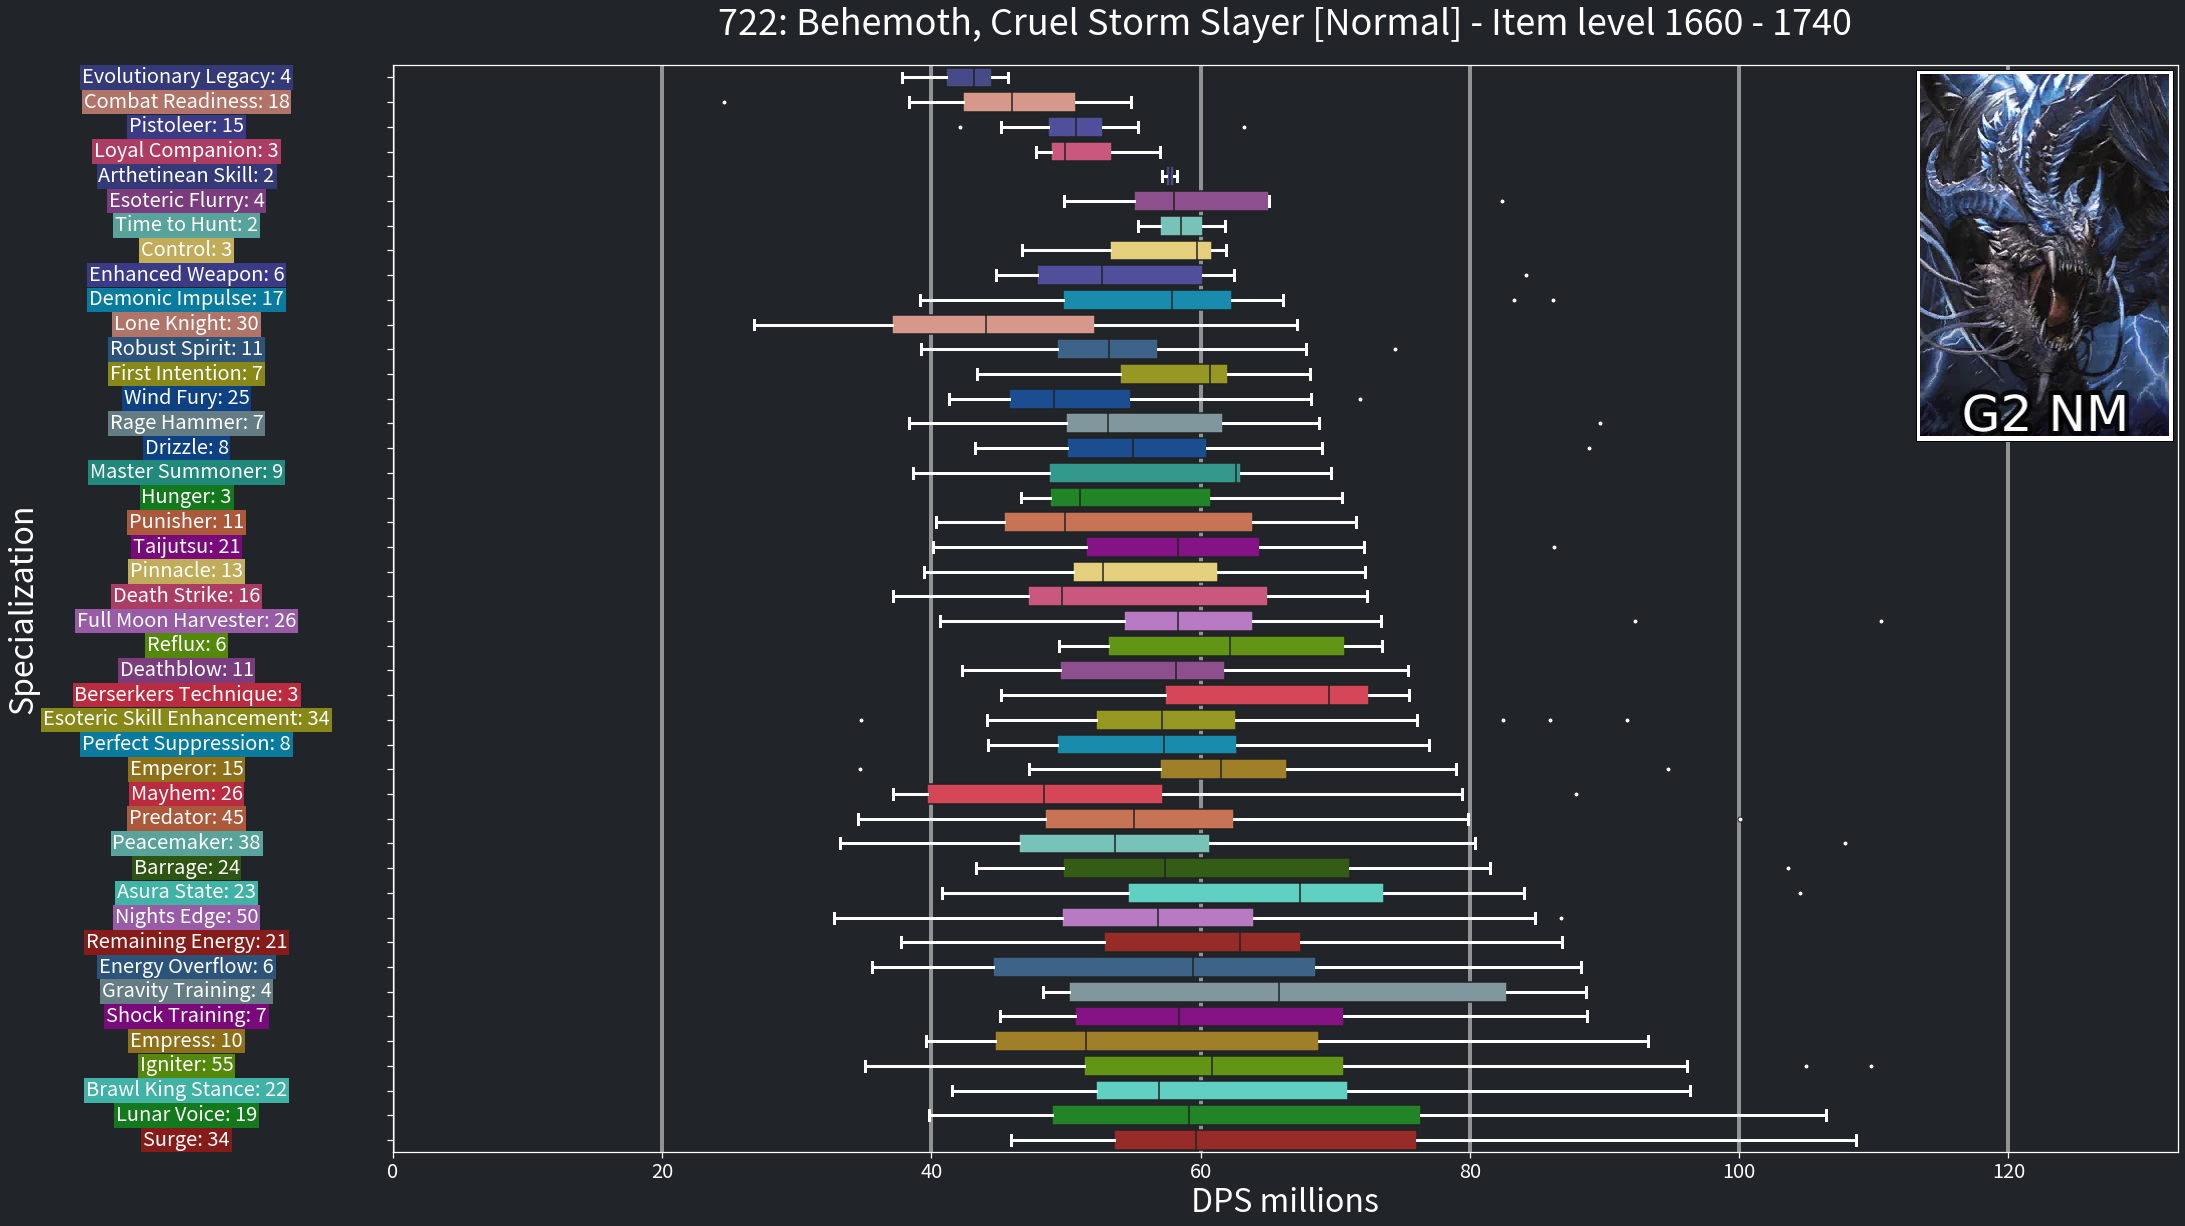 722: Behemoth, Cruel Storm Slayer [Normal] - Item level 1660 - 1740
Evolutionary Legacy: 4
Combat Readiness: 18
Pistoleer: 15
Loyal Companion: 3
Arthetinean Skill: 2
Esoteric Flurry: 4
Time to Hunt: 2
Control: 3
Enhanced Weapon: 6
Demonic Impulse: 17
Lone Knight: 30
Robust Spirit: 11
First Intention: 7
Wind Fury: 25
Rage Hammer: 7
Drizzle: 8
Master Summoner: 9
Hunger: 3
Punisher: 11
Taijutsu: 21
Pinnacle: 13
Death Strike: 16
Full Moon Harvester: 26
Reflux: 6
Deathblow: 11
Berserkers Technique: 3
Esoteric Skill Enhancement: 34
Perfect Suppression: 8
Emperor: 15
Mayhem: 26
Predator: 45
Peacemaker: 38
Barrage: 24
Asura State: 23
Nights Edge: 50
Remaining Energy: 21
Energy Overflow: 6
Gravity Training: 4
Shock Training: 7
Empress: 10
Igniter: 55
Brawl King Stance: 22
Lunar Voice: 19
Surge: 34
Specialization
G2 NM
0 20 40 60 80 100 120
DPS millions